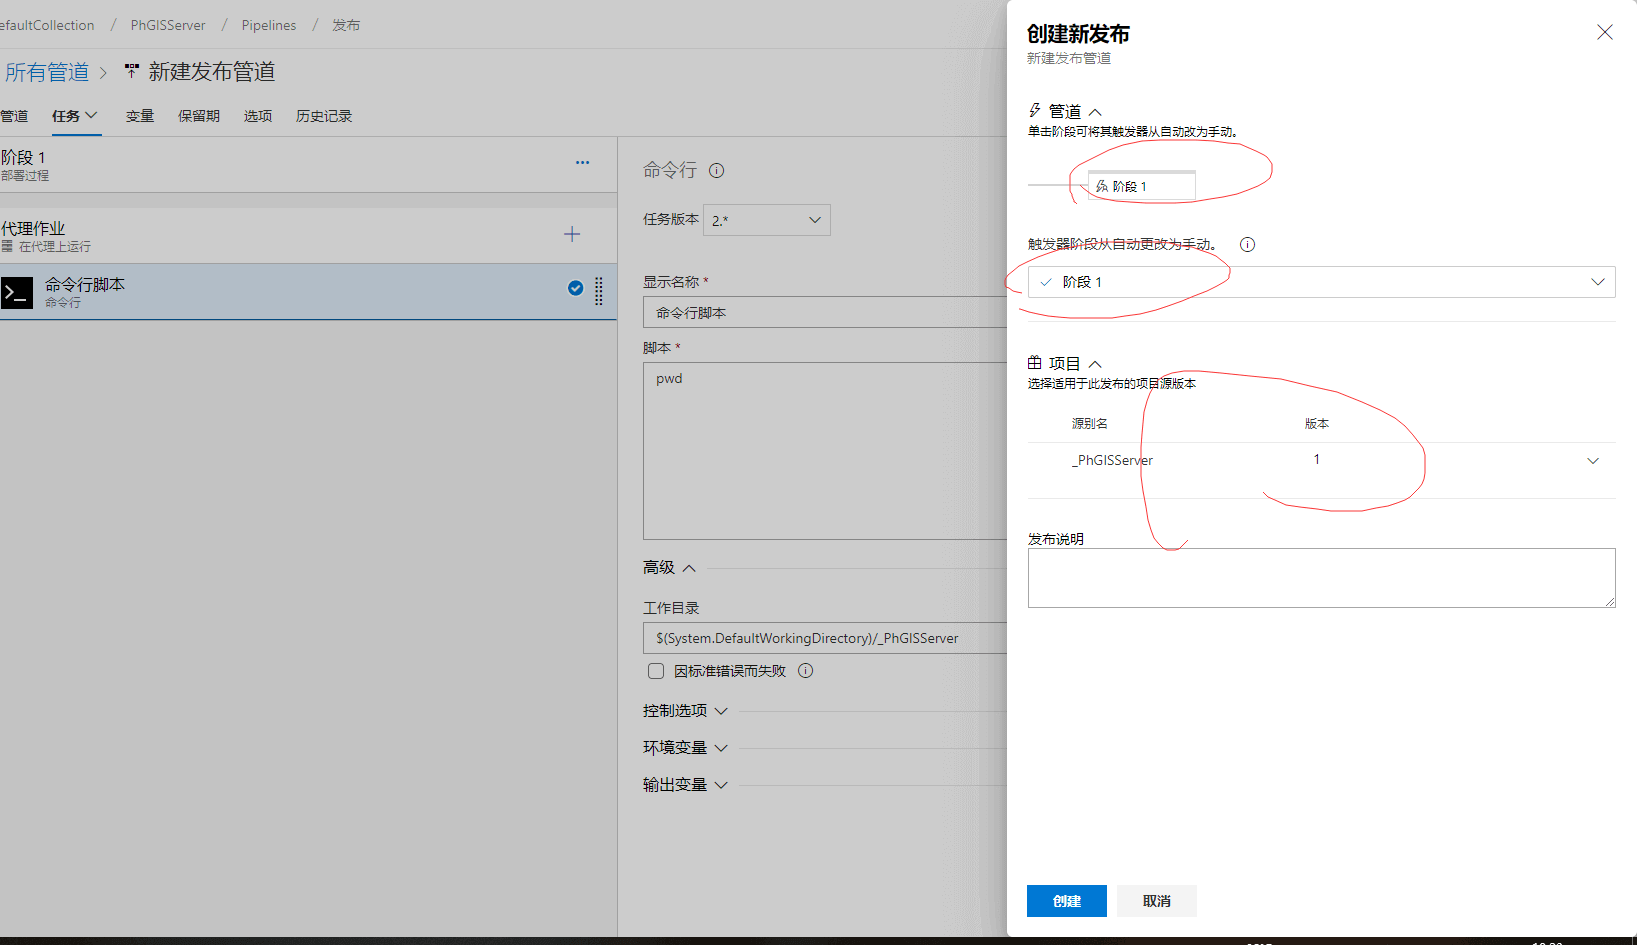 efaultCollection / PhGISServer / Pipelines / 发布
所有管道 > 新建发布管道
管道 任务 变量 保留期 选项 历史记录
阶段 1
部署过程
代理作业
在代理上运行
命令行脚本
命令行
命令行
任务版本 2.*
显示名称 *
命令行脚本
脚本 *
pwd
高级
工作目录
$(System.DefaultWorkingDirectory)/_PhGISServer
因标准错误而失败
控制选项
环境变量
输出变量
创建新发布
新建发布管道
管道
单击阶段可将其触发器从自动改为手动。
阶段 1
触发器阶段从自动更改为手动。
阶段 1
项目
选择适用于此发布的项目源版本
源别名 版本
_PhGISServer 1
发布说明
创建 取消